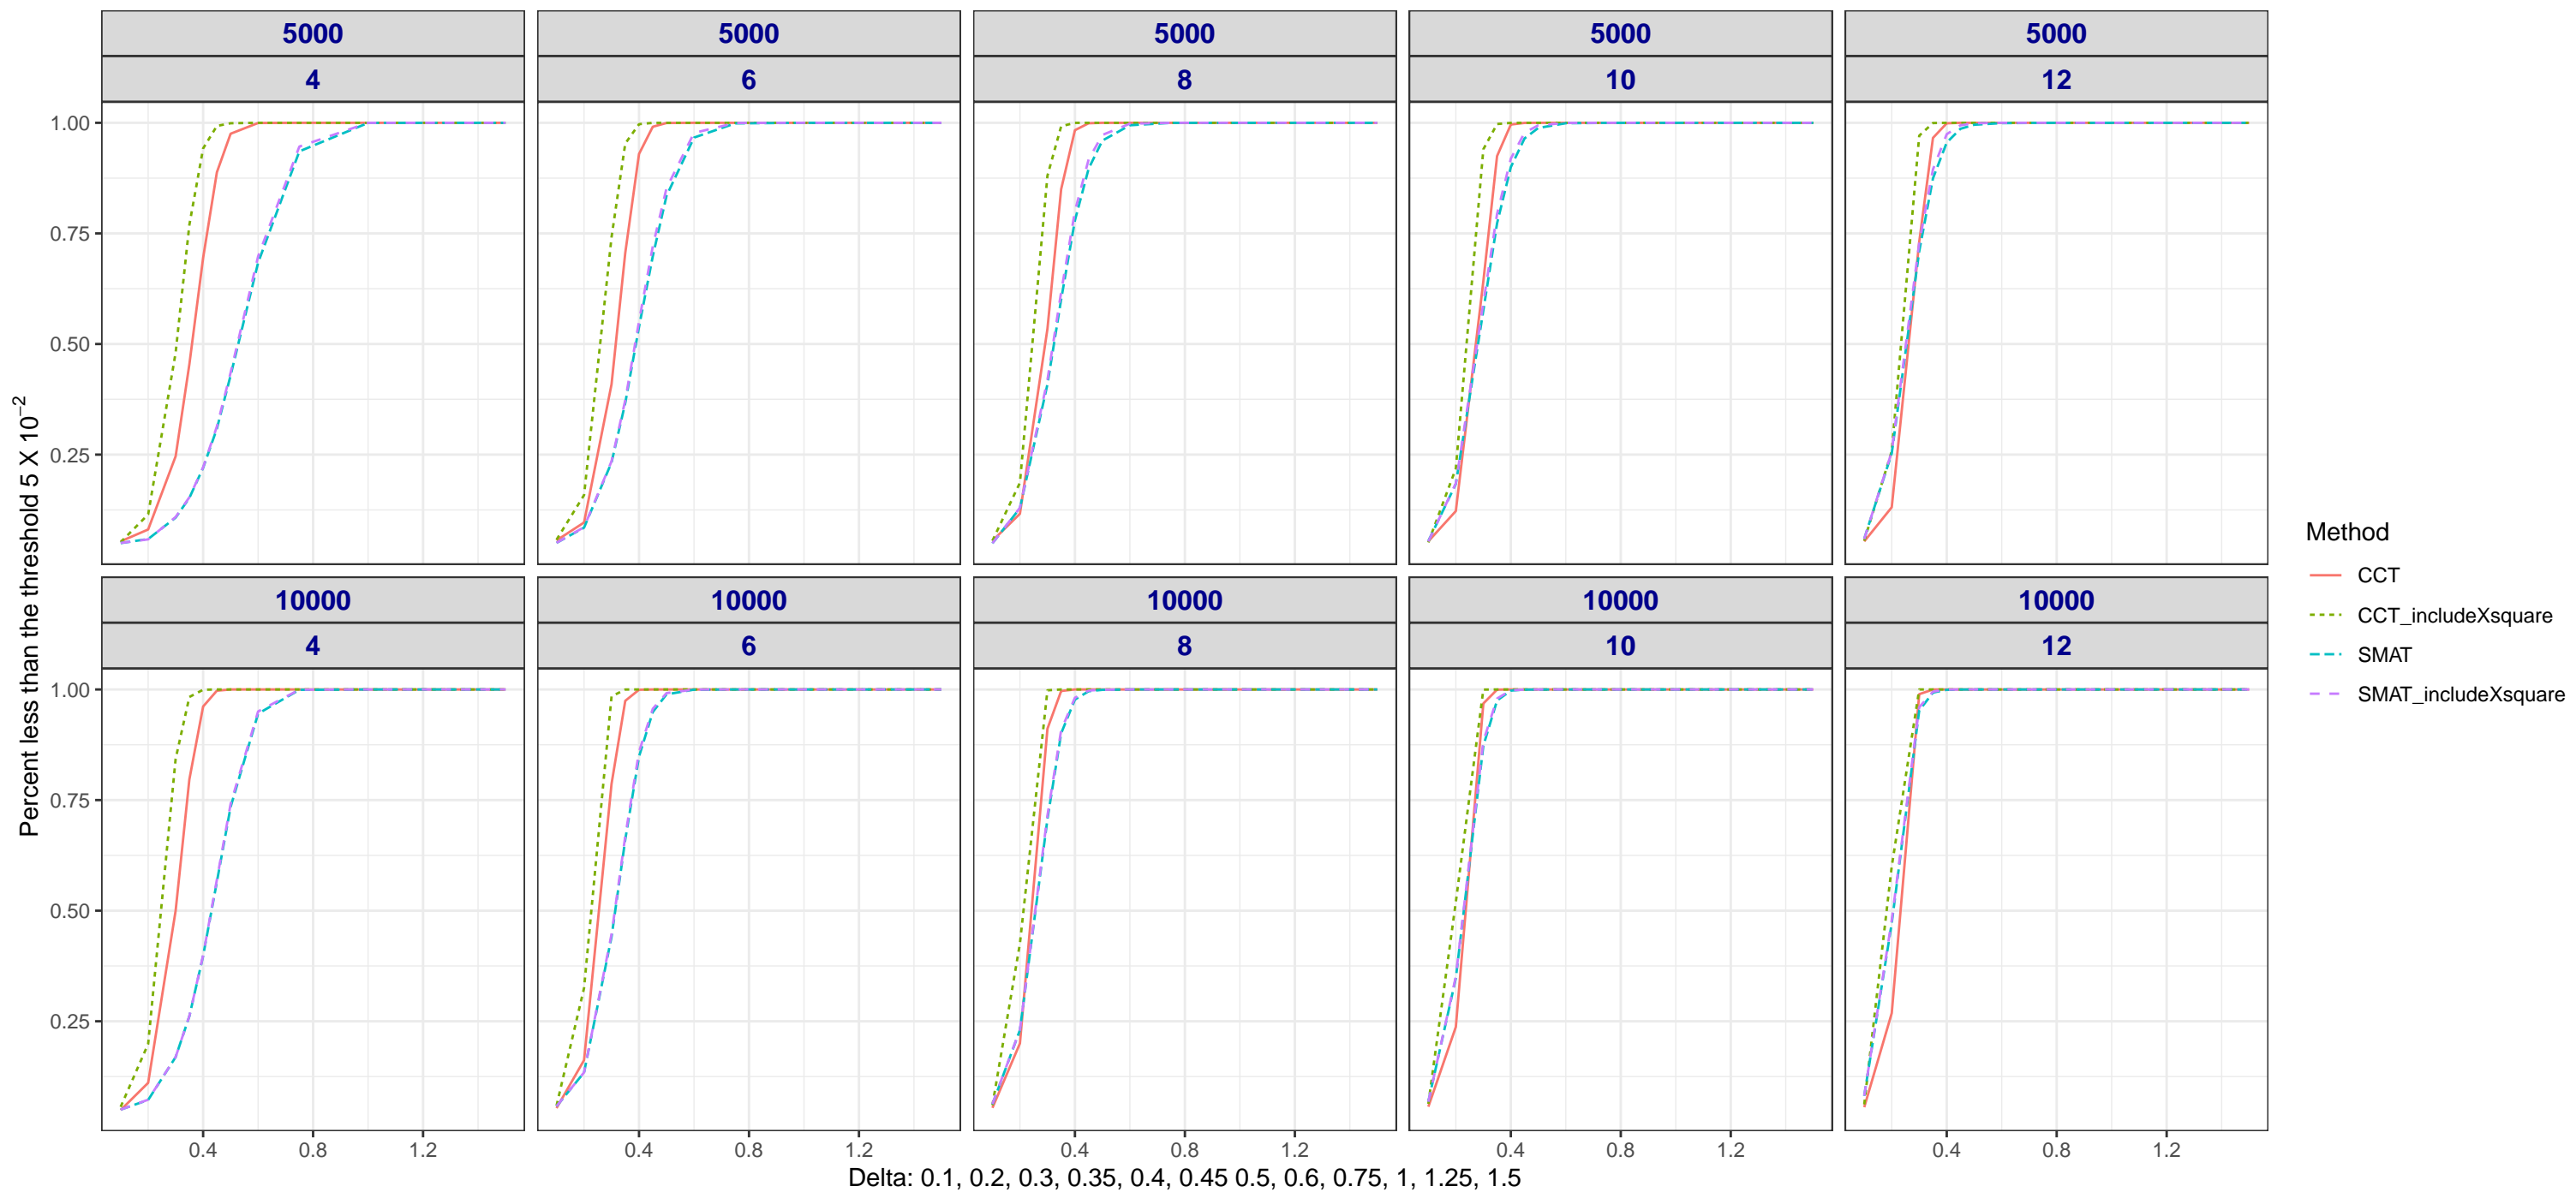 5000 5000 5000 5000 5000
4 6 8 10 12
1.00
0.75
0.50
0.25
10000 10000 10000 10000 10000
4 6 8 10 12
1.00
0.75
0.50
0.25
0.4 0.8 1.2 0.4 0.8 1.2 0.4 0.8 1.2 0.4 0.8 1.2 0.4 0.8 1.2
Delta: 0.1, 0.2, 0.3, 0.35, 0.4, 0.45 0.5, 0.6, 0.75, 1, 1.25, 1.5
Percent less than the threshold 5 X 10⁻²
Method
CCT
CCT_includeXsquare
SMAT
SMAT_includeXsquare